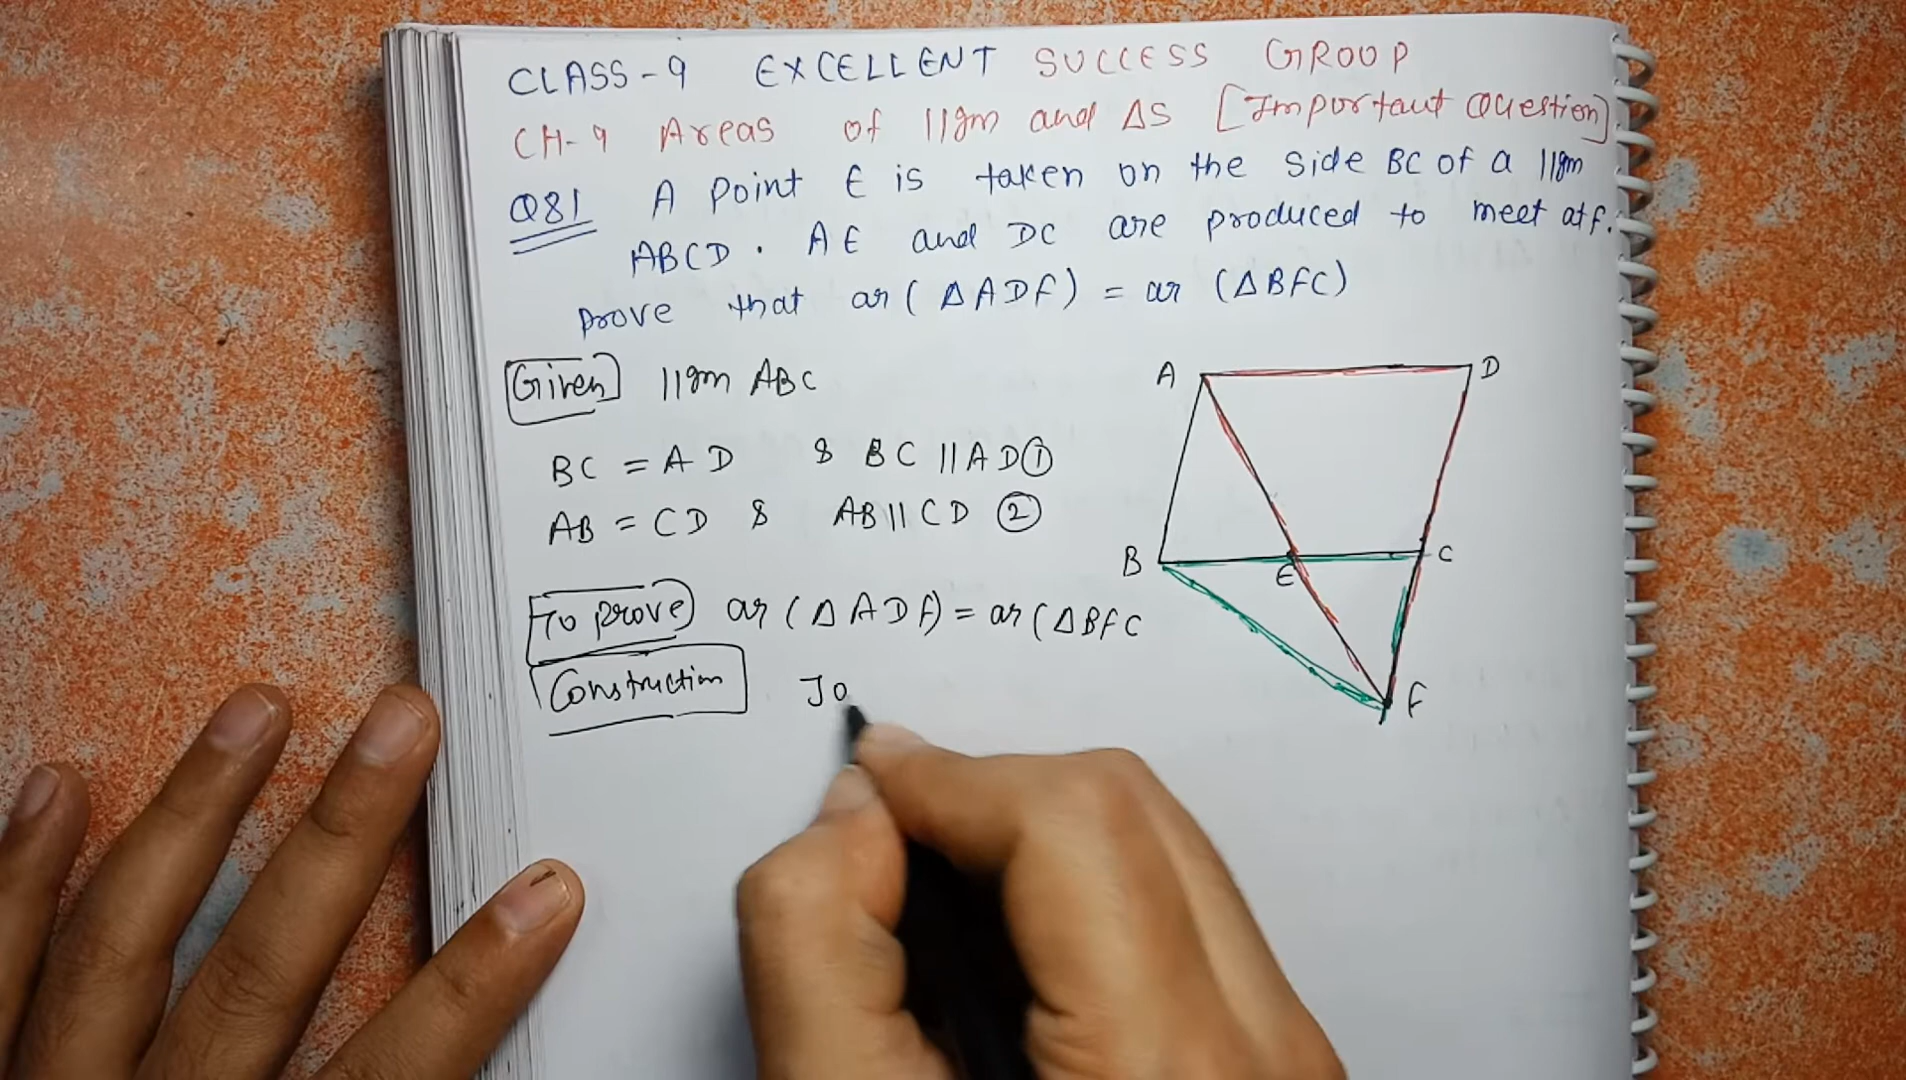 CLASS-9 EXCELLENT SUCCESS GROUP
CH-9 Areas of 11gm and ΔS [Important Question]
Q81 A point E is taken on the side BC of a 11gm
ABCD. AE and DC are produced to meet at f.
prove that ar (ΔADF) = ar (ΔBFC)
Given 11gm ABC
BC = AD & BC || AD ①
AB = CD & AB || CD ②
To prove ar (ΔADF) = ar (ΔBFC
Construction Jo
A D
B E C
F